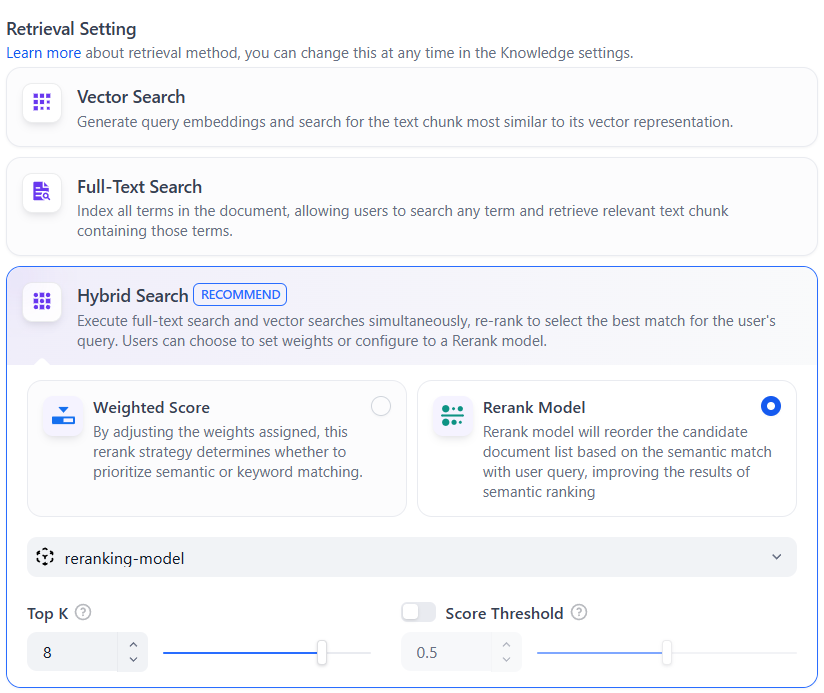 Retrieval Setting
Learn more about retrieval method, you can change this at any time in the Knowledge settings.
Vector Search
Generate query embeddings and search for the text chunk most similar to its vector representation.
Full-Text Search
Index all terms in the document, allowing users to search any term and retrieve relevant text chunk
containing those terms.
Hybrid Search RECOMMEND
Execute full-text search and vector searches simultaneously, re-rank to select the best match for the user's
query. Users can choose to set weights or configure to a Rerank model.
Weighted Score
By adjusting the weights assigned, this
rerank strategy determines whether to
prioritize semantic or keyword matching.
Rerank Model
Rerank model will reorder the candidate
document list based on the semantic match
with user query, improving the results of
semantic ranking
reranking-model
Top K ?
8
Score Threshold ?
0.5